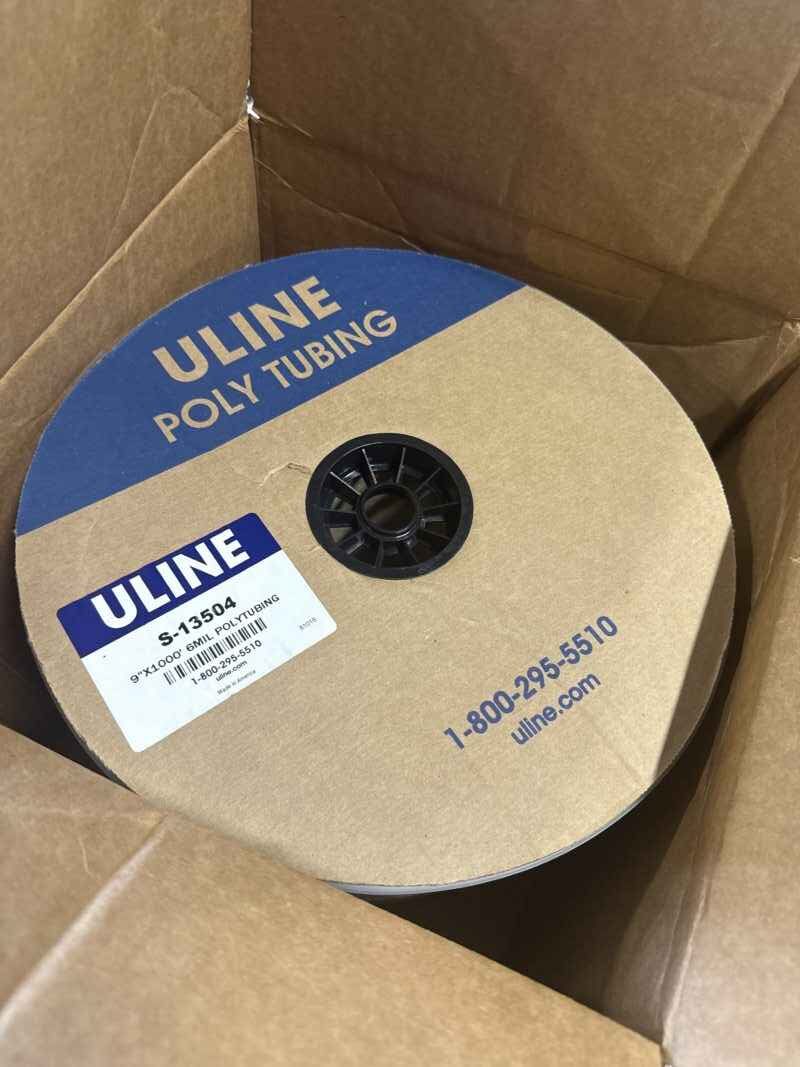 ULINE
POLY TUBING
ULINE
S-13504
9"X1000' 6MIL POLYTUBING
1-800-295-5510
uline.com
Made in America
81018
1-800-295-5510
uline.com